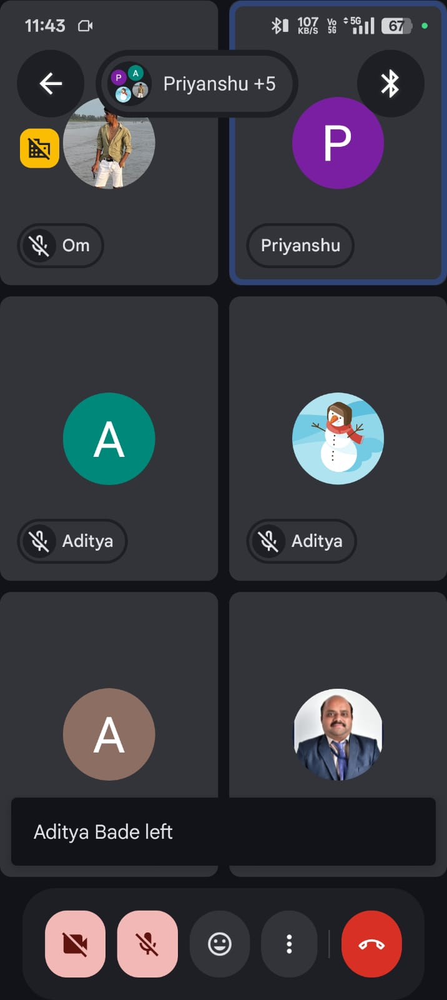 11:43
107
KB/S
Vo
5G
5G
67
P
A
Priyanshu +5
P
Om
Priyanshu
A
Aditya
Aditya
A
Aditya Bade left